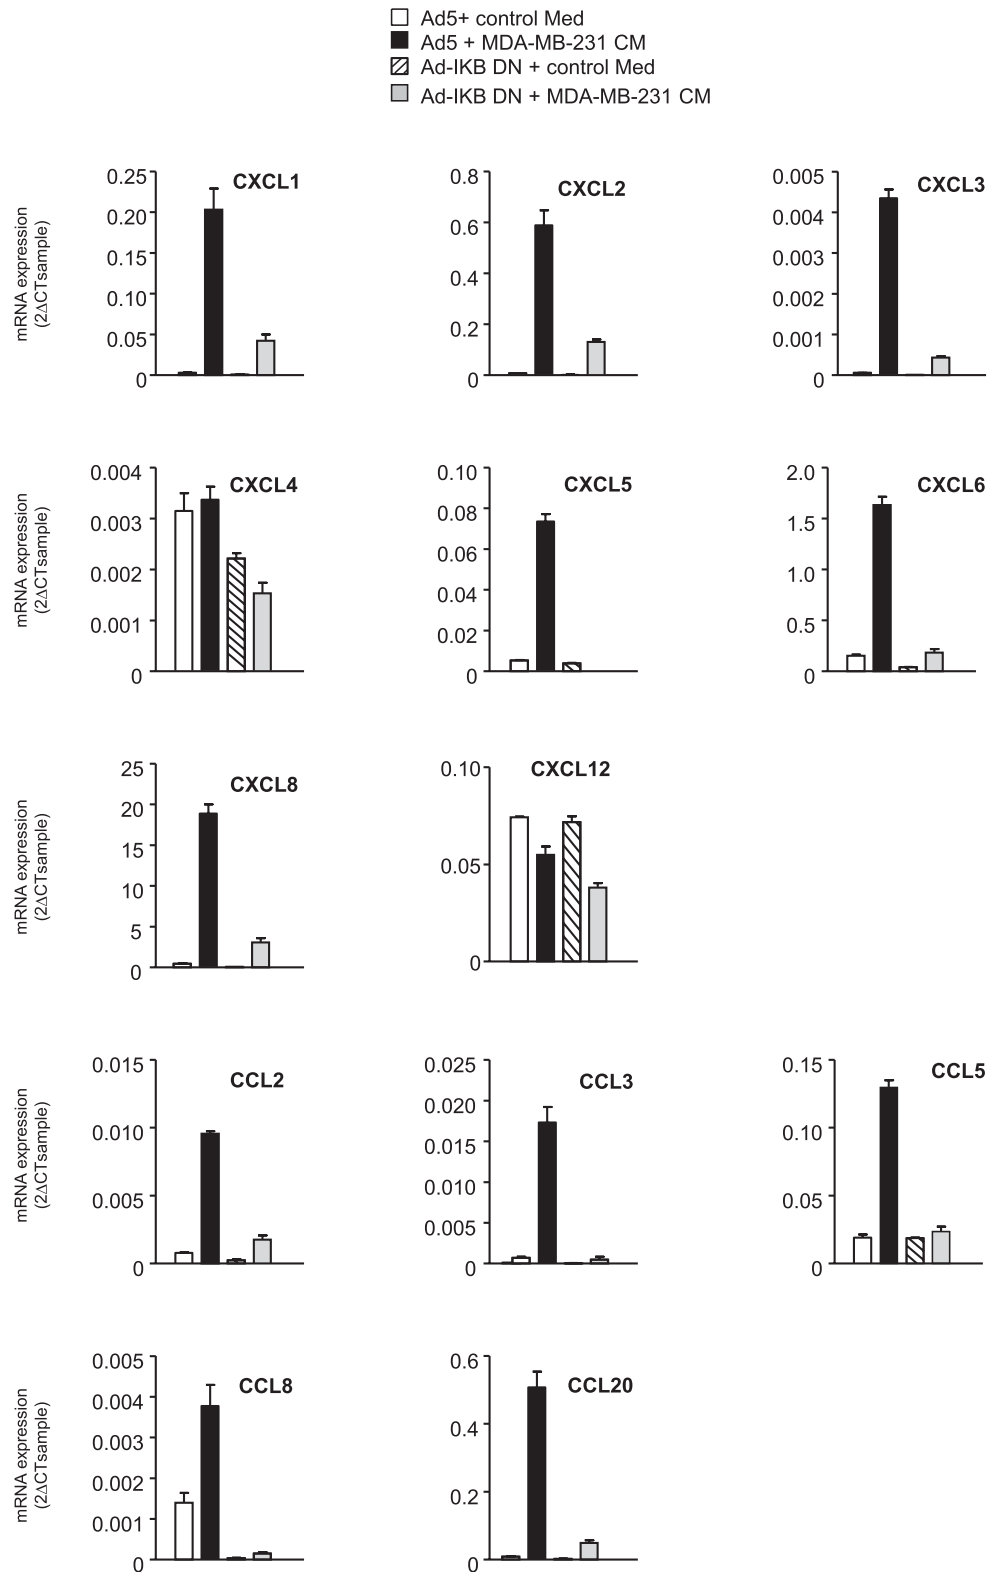 Ad5+ control Med
Ad5 + MDA-MB-231 CM
Ad-IKB DN + control Med
Ad-IKB DN + MDA-MB-231 CM
mRNA expression
(2ΔCTsample)
CXCL1
0.25
0.20
0.15
0.10
0.05
0
CXCL2
0.8
0.6
0.4
0.2
0
CXCL3
0.005
0.004
0.003
0.002
0.001
0
mRNA expression
(2ΔCTsample)
CXCL4
0.004
0.003
0.002
0.001
0
CXCL5
0.10
0.08
0.06
0.04
0.02
0
CXCL6
2.0
1.5
1.0
0.5
0
mRNA expression
(2ΔCTsample)
CXCL8
25
20
15
10
5
0
CXCL12
0.10
0.05
0
mRNA expression
(2ΔCTsample)
CCL2
0.015
0.010
0.005
0
CCL3
0.025
0.020
0.015
0.010
0.005
0
CCL5
0.15
0.10
0.05
0
mRNA expression
(2ΔCTsample)
CCL8
0.005
0.004
0.003
0.002
0.001
0
CCL20
0.6
0.4
0.2
0